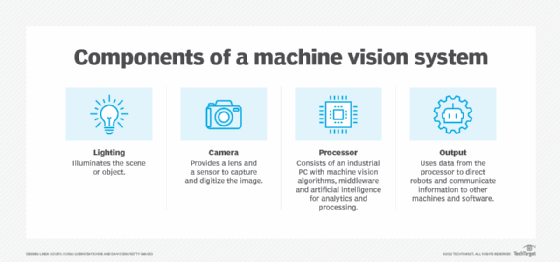 Components of a machine vision system
Lighting
Illuminates the scene
or object.
Camera
Provides a lens and
a sensor to capture
and digitize the image.
Processor
Consists of an industrial
PC with machine vision
algorithms, middleware
and artificial intelligence
for analytics and
processing.
Output
Uses data from the
processor to direct
robots and communicate
information to other
machines and software.
ALL RIGHTS RESERVED
TechTarget